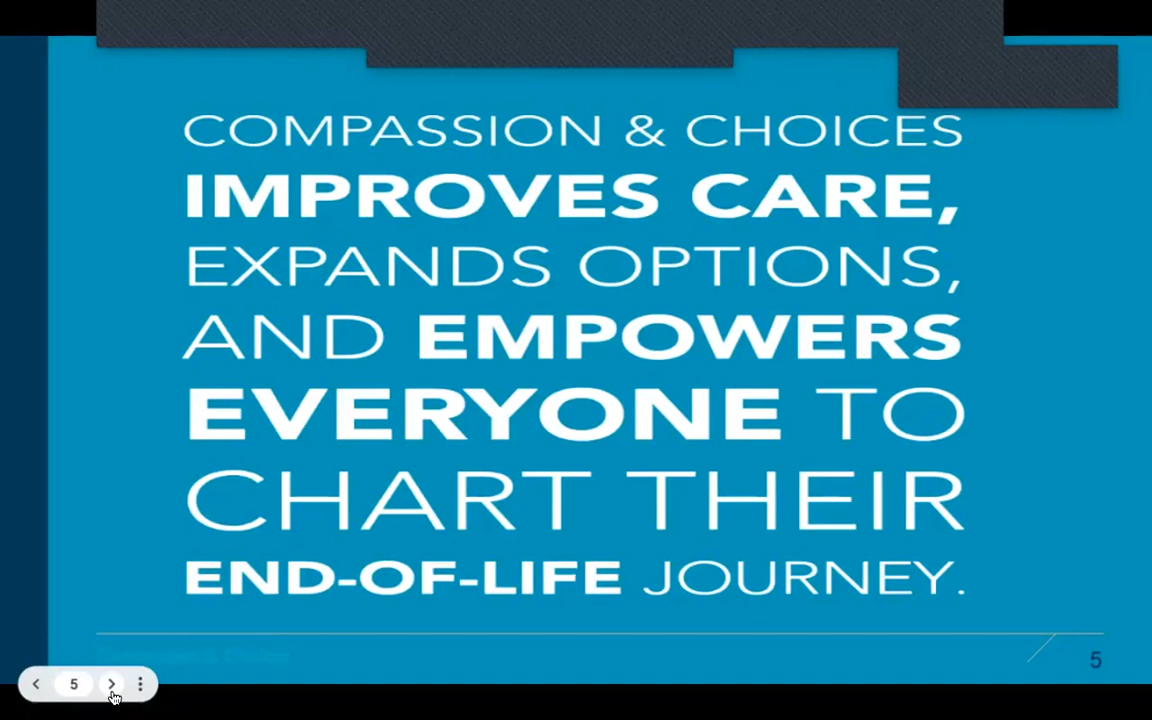 COMPASSION & CHOICES
IMPROVES CARE,
EXPANDS OPTIONS,
AND EMPOWERS
EVERYONE TO
CHART THEIR
END-OF-LIFE JOURNEY.
5
5